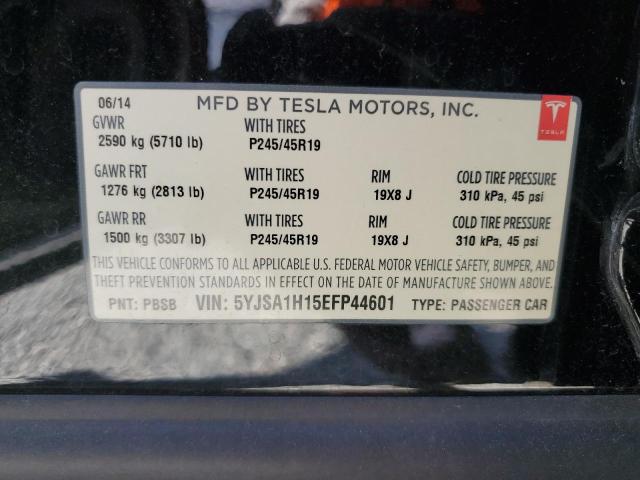 06/14 MFD BY TESLA MOTORS, INC.
GVWR WITH TIRES
2590 kg (5710 lb) P245/45R19
TESLA
GAWR FRT WITH TIRES RIM COLD TIRE PRESSURE
1276 kg (2813 lb) P245/45R19 19X8 J 310 kPa, 45 psi
GAWR RR WITH TIRES RIM COLD TIRE PRESSURE
1500 kg (3307 lb) P245/45R19 19X8 J 310 kPa, 45 psi
THIS VEHICLE CONFORMS TO ALL APPLICABLE U.S. FEDERAL MOTOR VEHICLE SAFETY, BUMPER, AND
THEFT PREVENTION STANDARDS IN EFFECT ON THE DATE OF MANUFACTURE SHOWN ABOVE.
PNT: PBSB VIN: 5YJSA1H15EFP44601 TYPE: PASSENGER CAR